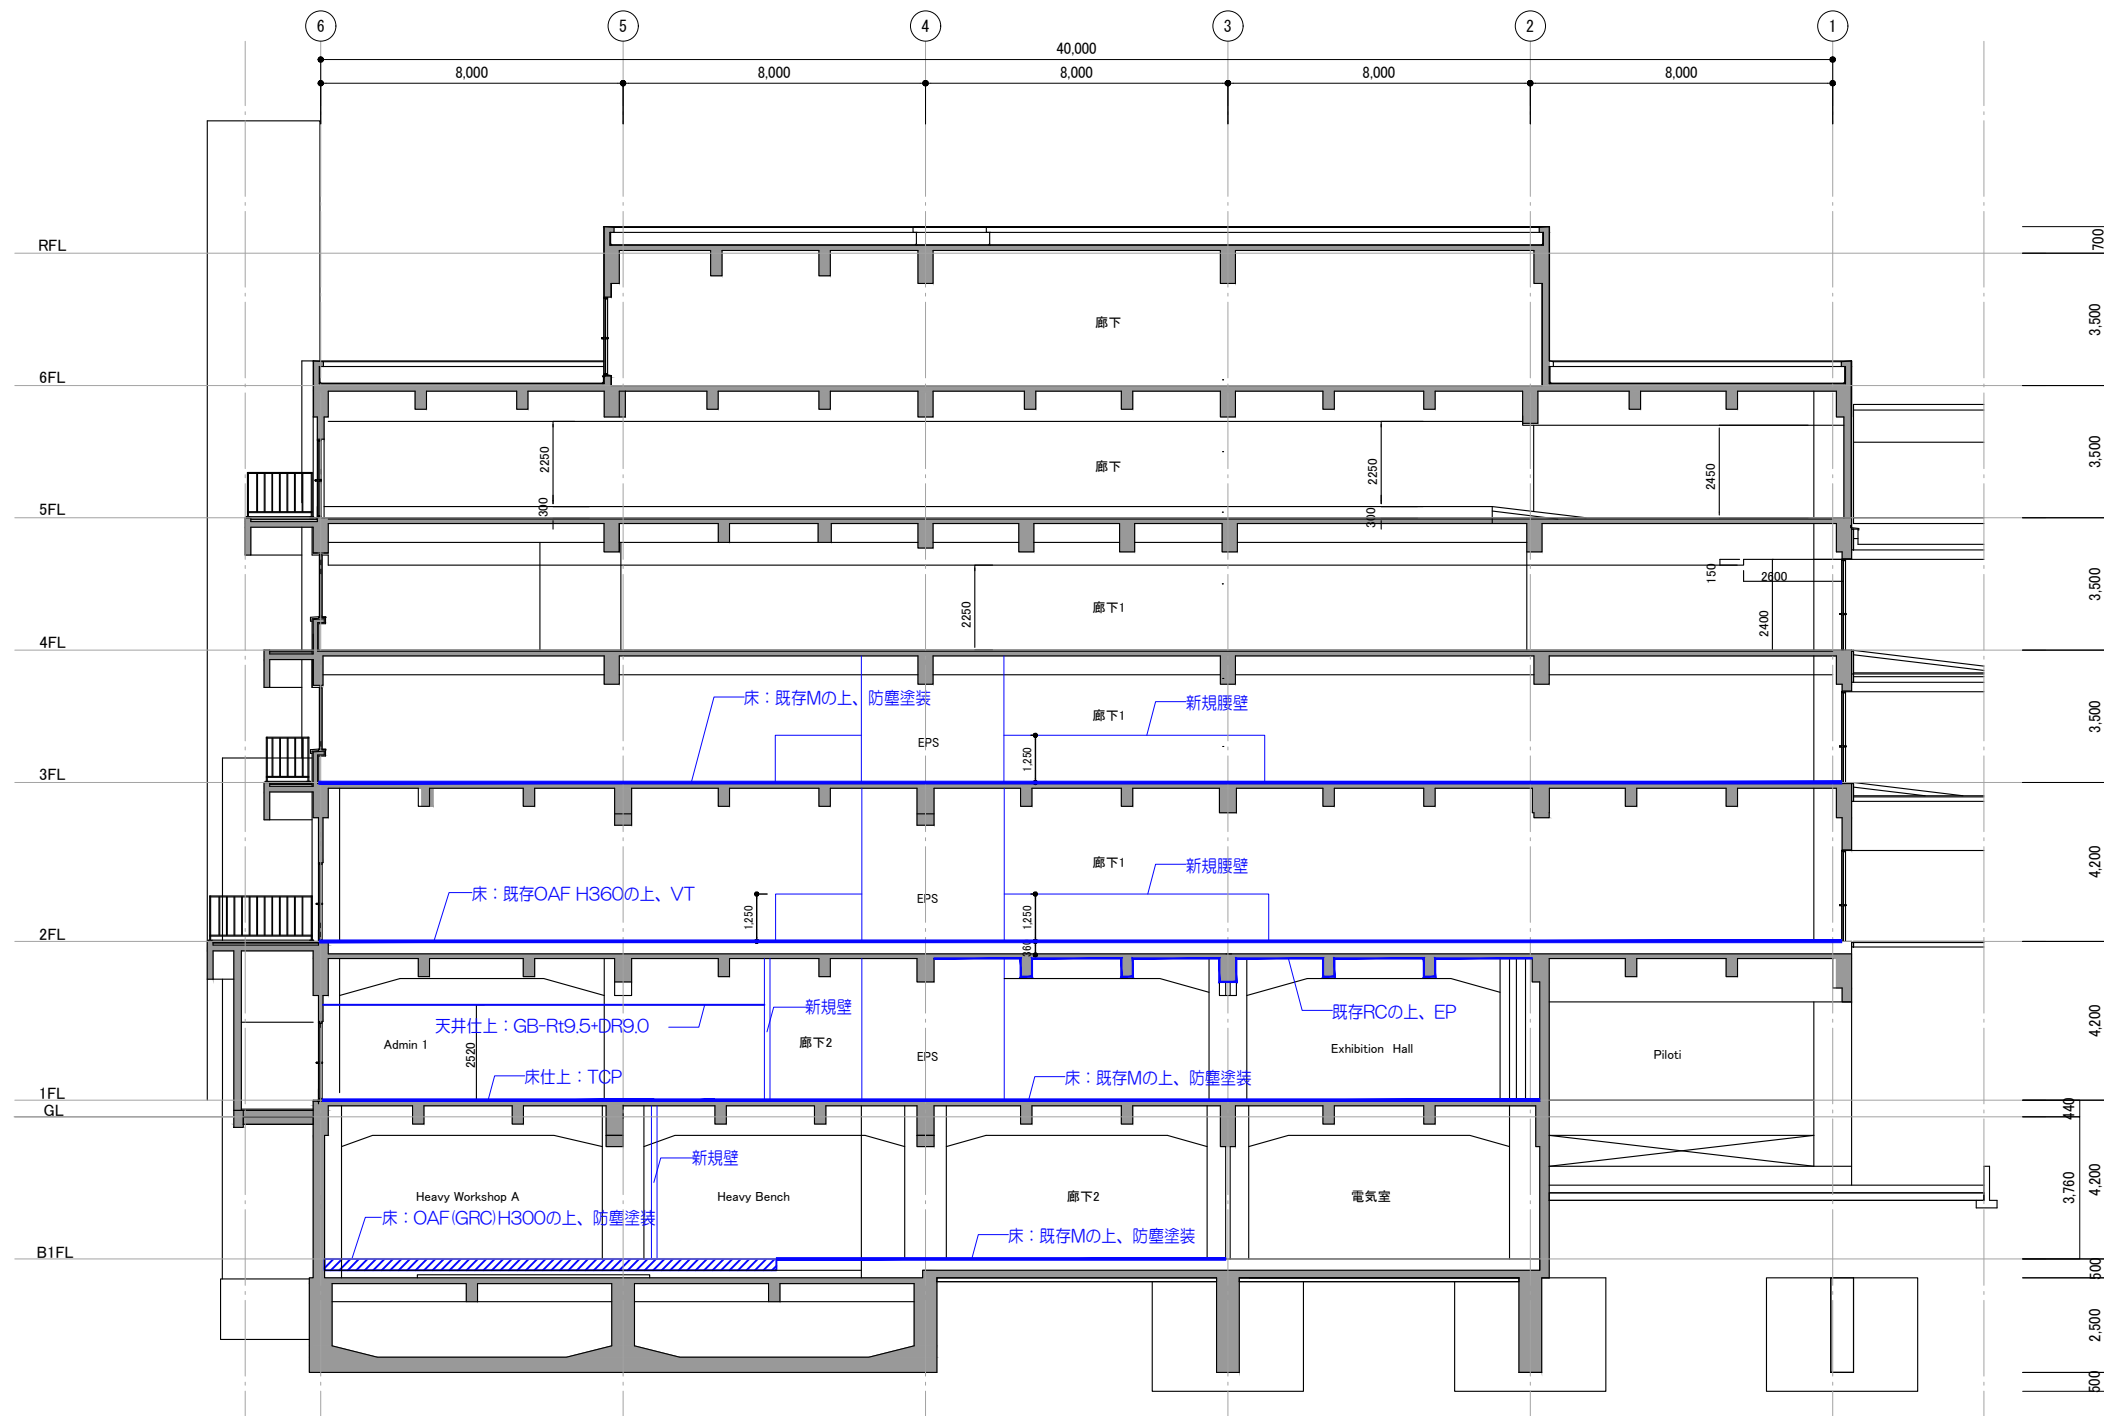 6 5 4 3 2 1
40,000
8,000 8,000 8,000 8,000 8,000
RFL
700
廊下
3,500
6FL
2250
廊下
2250
2450
3,500
300
300
5FL
150
2600
2250
廊下1
2400
3,500
4FL
床：既存Mの上、防塵塗装
新規腰壁
廊下1
EPS
1,250
3,500
3FL
廊下1
新規腰壁
床：既存OAF H360の上、VT
EPS
1,250
1,250
4,200
2FL
360
新規壁
既存RCの上、EP
天井仕上：GB-Rt9.5+DR9.0
Admin 1
廊下2
Exhibition Hall
2520
EPS
Piloti
4,200
床仕上：TCP
床：既存Mの上、防塵塗装
1FL
GL
440
新規壁
Heavy Workshop A
Heavy Bench
廊下2
電気室
3,760
4,200
床：OAF(GRC)H300の上、防塵塗装
床：既存Mの上、防塵塗装
B1FL
500
2,500
500